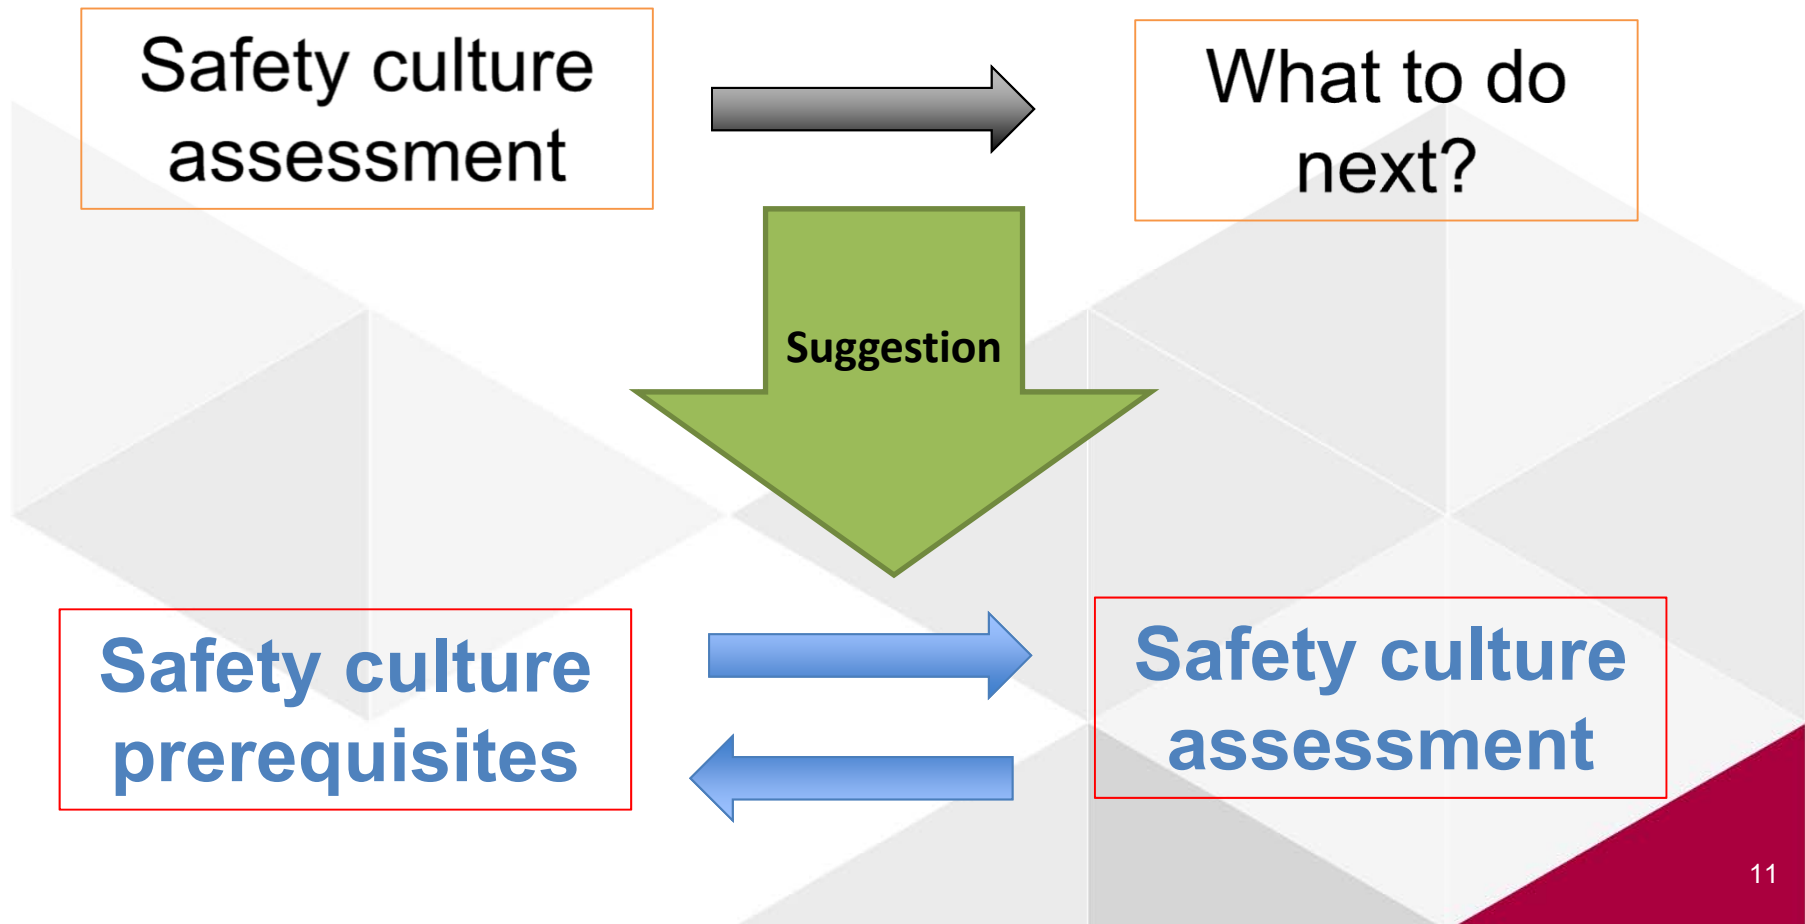 Safety culture
assessment
What to do
next?
Suggestion
Safety culture
prerequisites
Safety culture
assessment
11